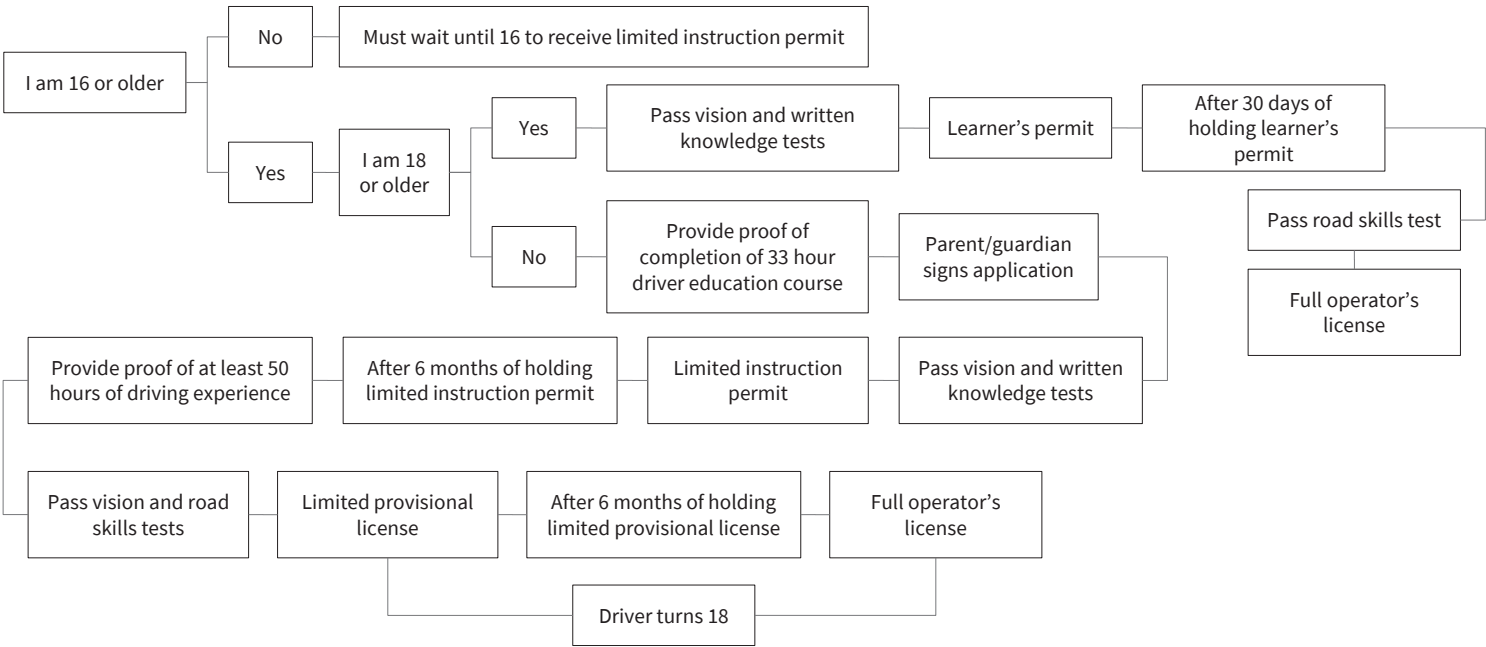 I am 16 or older
No
Must wait until 16 to receive limited instruction permit
Yes
I am 18
or older
Yes
Pass vision and written
knowledge tests
Learner’s permit
After 30 days of
holding learner’s
permit
Pass road skills test
Full operator’s
license
No
Provide proof of
completion of 33 hour
driver education course
Parent/guardian
signs application
Pass vision and written
knowledge tests
Limited instruction
permit
After 6 months of holding
limited instruction permit
Provide proof of at least 50
hours of driving experience
Pass vision and road
skills tests
Limited provisional
license
After 6 months of holding
limited provisional license
Full operator’s
license
Driver turns 18